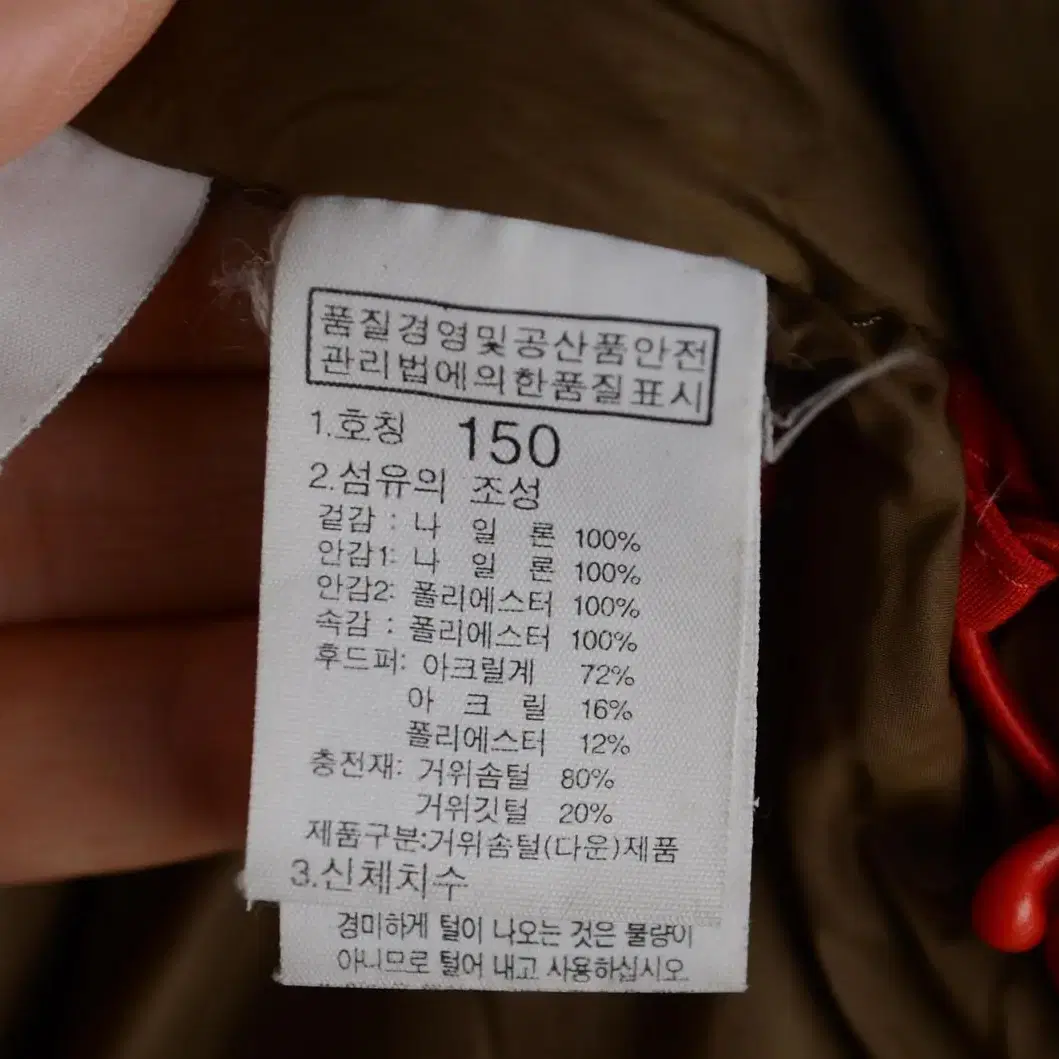 품질경영및공산품안전
관리법에의한품질표시
1.호칭 150
2.섬유의 조성
겉감 : 나 일 론 100%
안감1: 나 일 론 100%
안감2: 폴리에스터 100%
속감 : 폴리에스터 100%
후드퍼: 아크릴계 72%
아 크 릴 16%
폴리에스터 12%
충전재: 거위솜털 80%
거위깃털 20%
제품구분:거위솜털(다운)제품
3.신체치수
경미하게 털이 나오는 것은 불량이
아니므로 털어 내고 사용하십시오